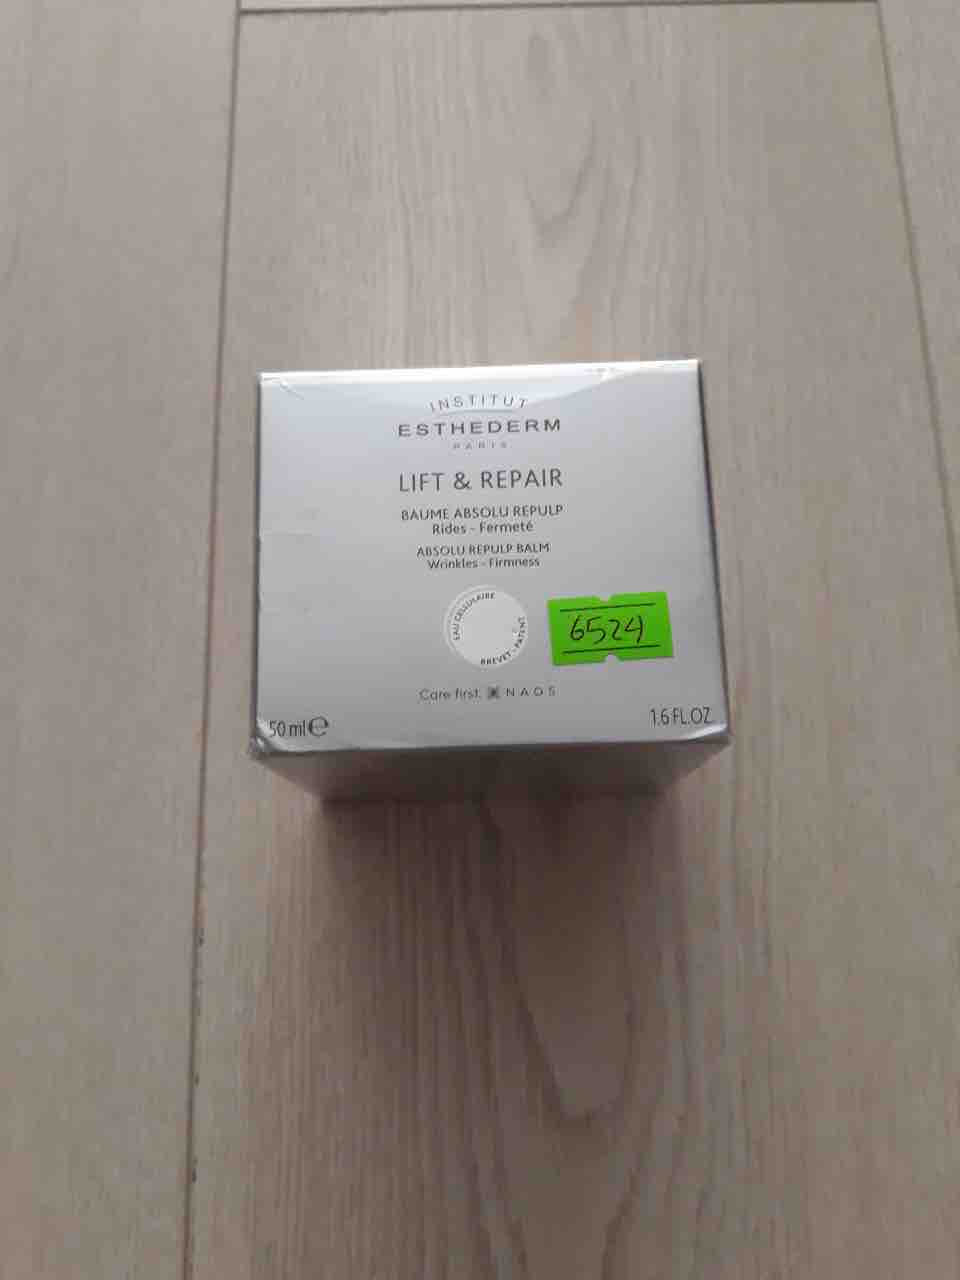 INSTITUT
ESTHEDERM
PARIS
LIFT & REPAIR
BAUME ABSOLU REPULP
Rides - Fermeté
ABSOLU REPULP BALM
Wrinkles - Firmness
EAU CELLULAIRE
BREVET - PATENT
6524
Care first. NAOS
50 ml ℮
1.6 FL.OZ.